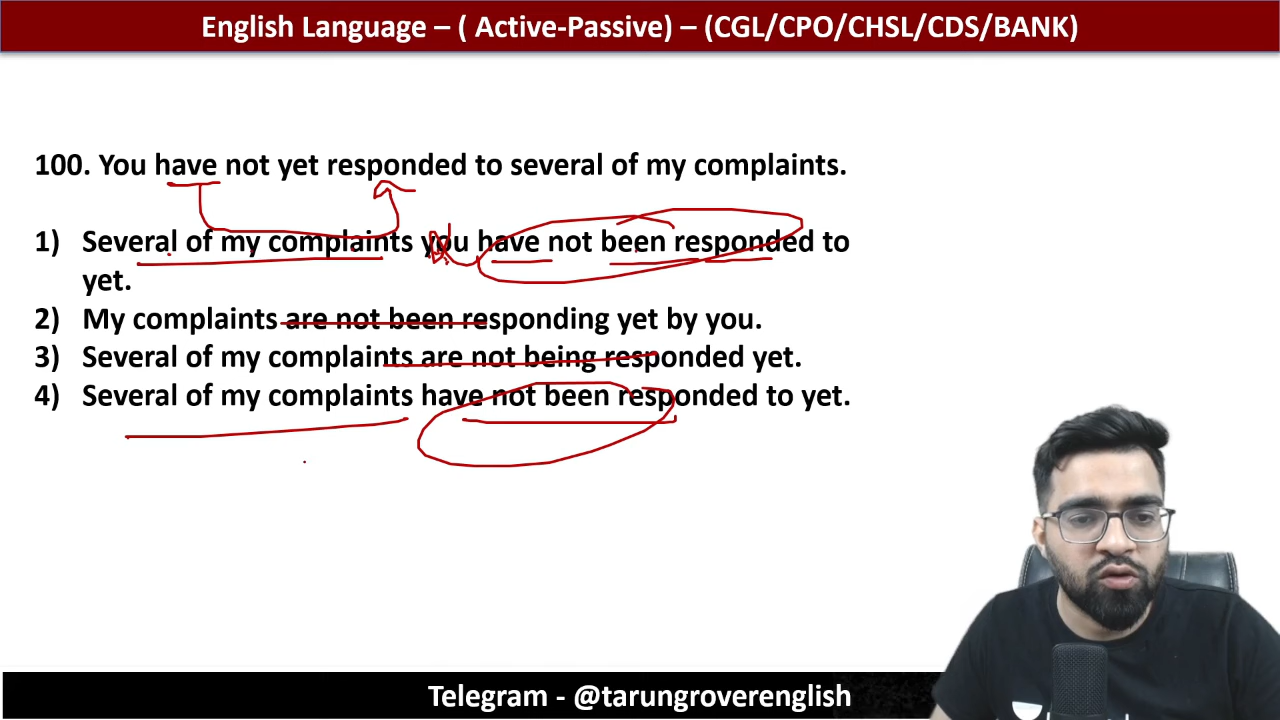 English Language – ( Active-Passive) – (CGL/CPO/CHSL/CDS/BANK)
100. You have not yet responded to several of my complaints.
1) Several of my complaints you have not been responded to
yet.
2) My complaints are not been responding yet by you.
3) Several of my complaints are not being responded yet.
4) Several of my complaints have not been responded to yet.
Telegram - @tarungroverenglish